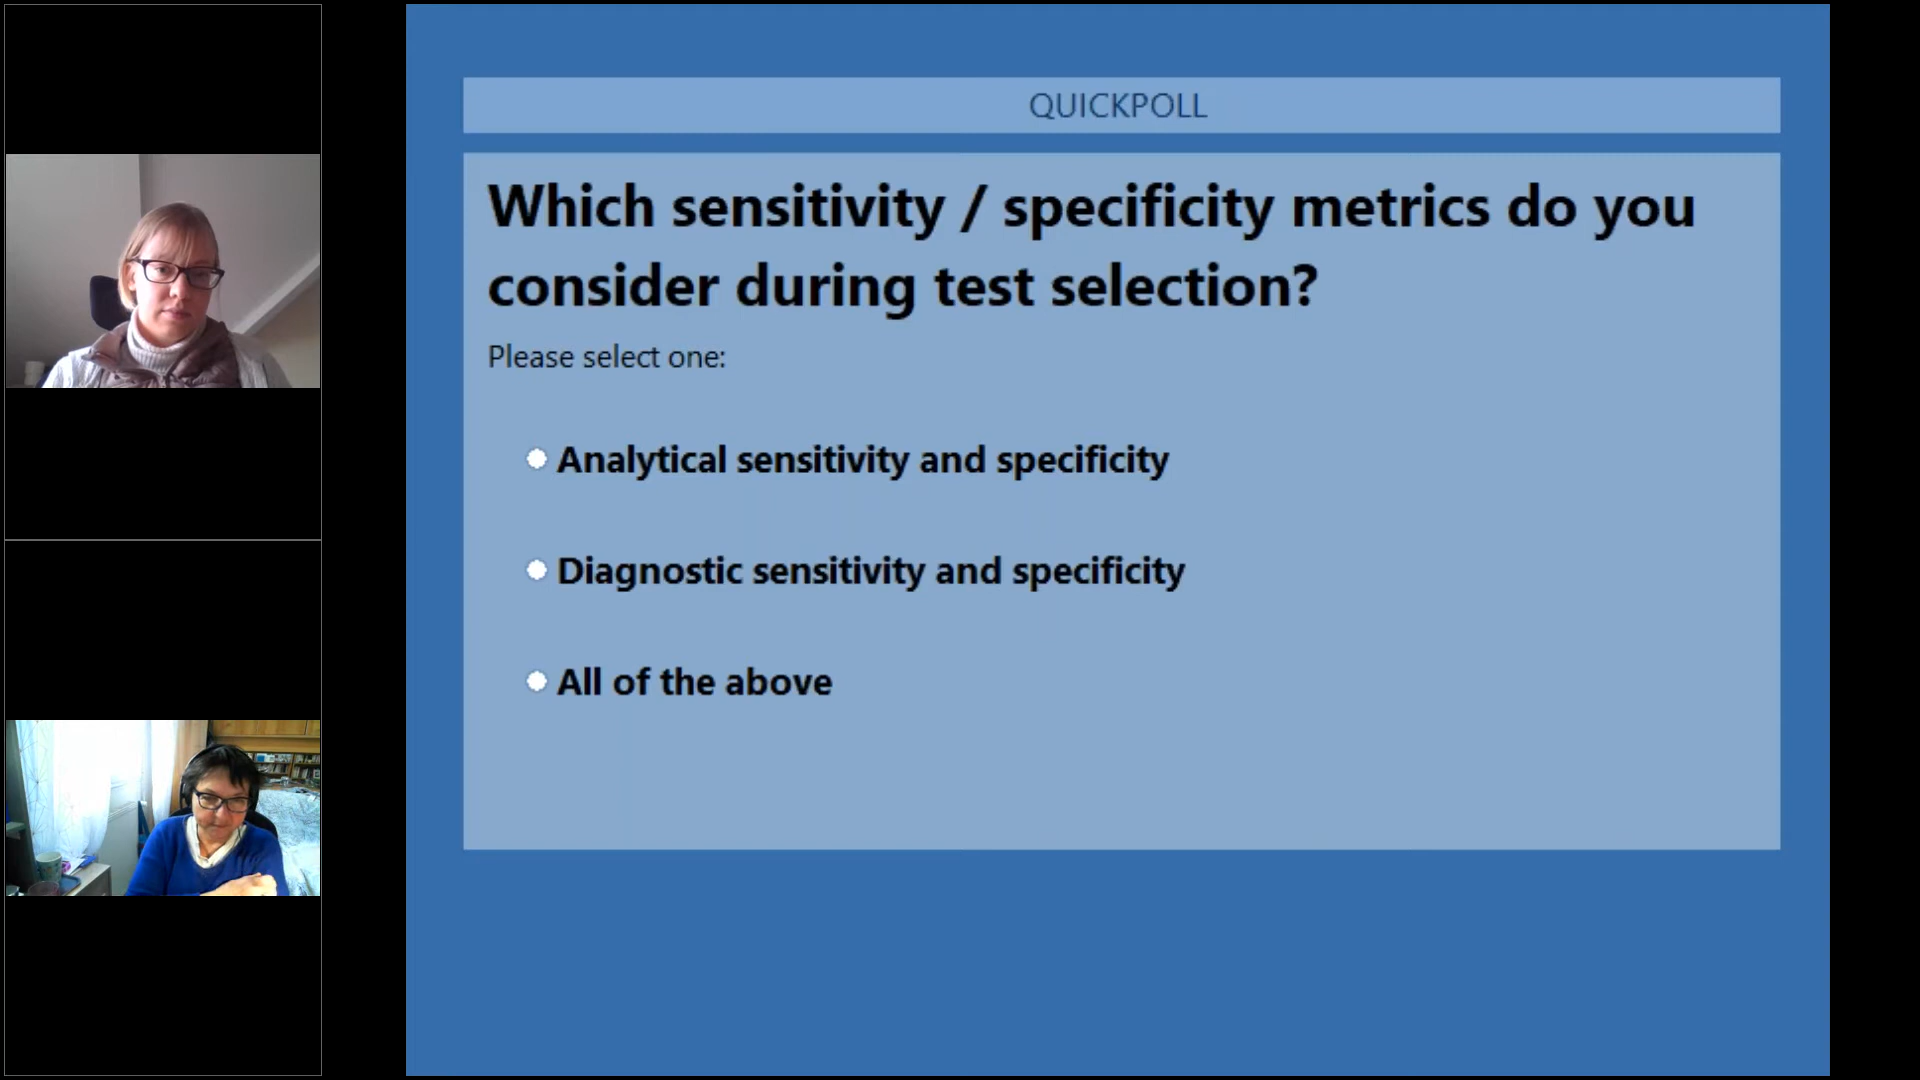 QUICKPOLL
Which sensitivity / specificity metrics do you
consider during test selection?
Please select one:
Analytical sensitivity and specificity
Diagnostic sensitivity and specificity
All of the above